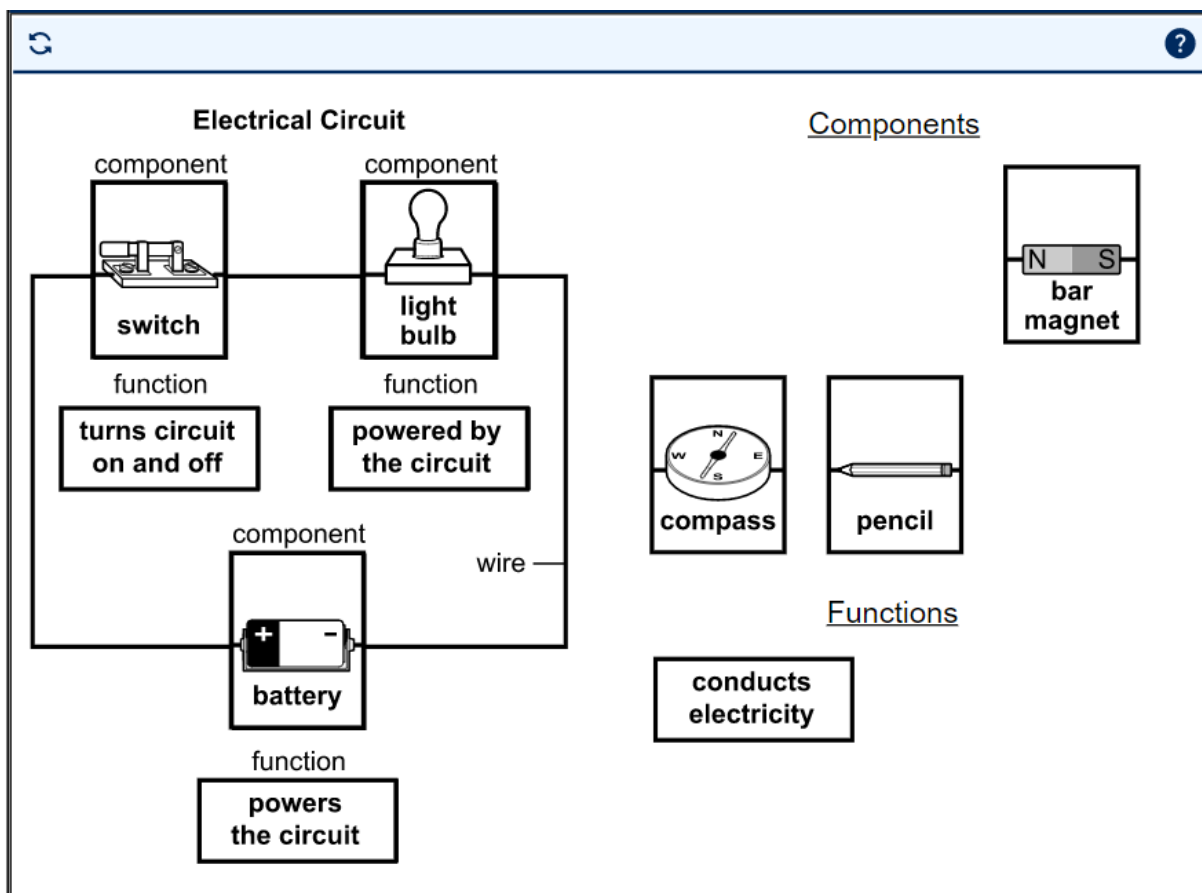 ?
Electrical Circuit
component
component
switch
light
bulb
function
function
turns circuit
on and off
powered by
the circuit
component
wire
+ -
battery
function
powers
the circuit
Components
N S
bar
magnet
N
W E
S
compass
pencil
Functions
conducts
electricity